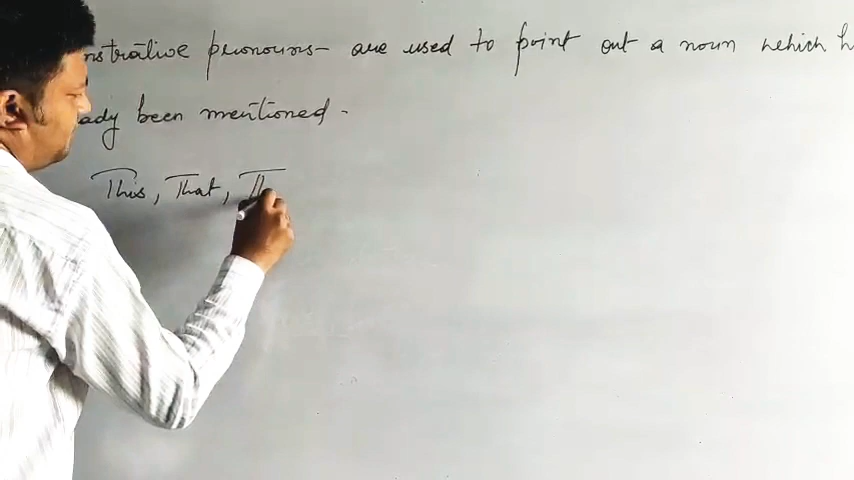 nstrative pronouns- are used to point out a noun which h
ady been mentioned.
This, That, Th